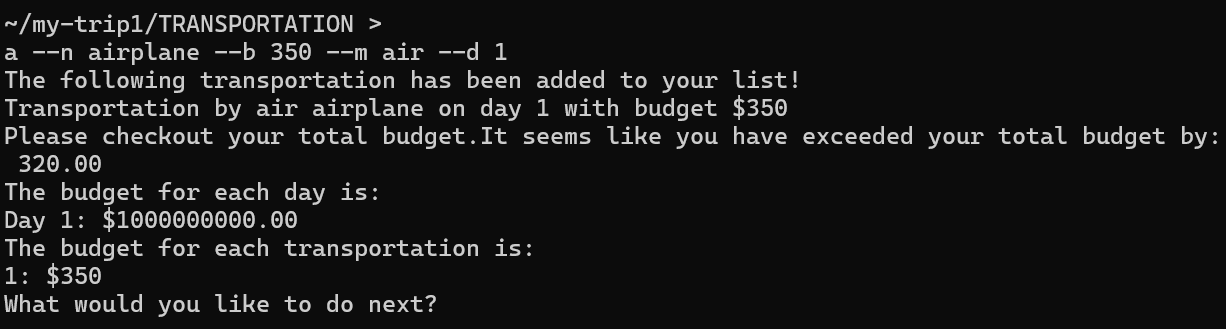 ~/my-trip1/TRANSPORTATION >
a --n airplane --b 350 --m air --d 1
The following transportation has been added to your list!
Transportation by air airplane on day 1 with budget $350
Please checkout your total budget.It seems like you have exceeded your total budget by:
 320.00
The budget for each day is:
Day 1: $1000000000.00
The budget for each transportation is:
1: $350
What would you like to do next?